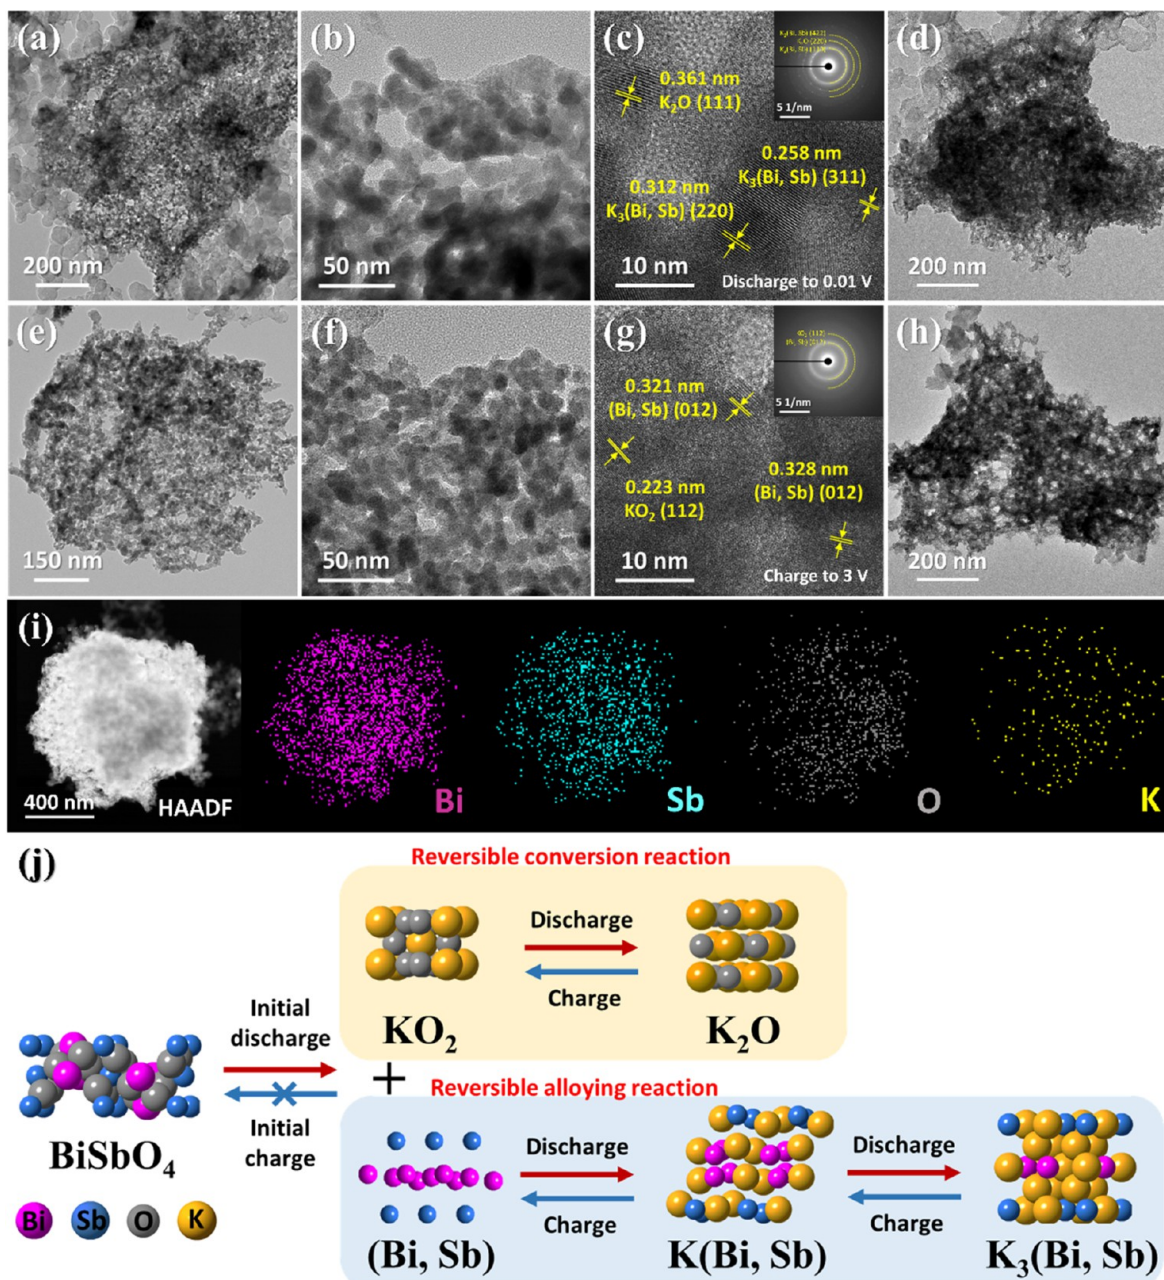 (a)
200 nm
(b)
50 nm
(c)
0.361 nm
K₂O (111)
0.258 nm
K₃(Bi, Sb) (311)
0.312 nm
K₃(Bi, Sb) (220)
5 1/nm
10 nm
Discharge to 0.01 V
(d)
200 nm
(e)
150 nm
(f)
50 nm
(g)
0.321 nm
(Bi, Sb) (012)
0.223 nm
KO₂ (112)
0.328 nm
(Bi, Sb) (012)
5 1/nm
10 nm
Charge to 3 V
(h)
200 nm
(i)
400 nm
HAADF
Bi
Sb
O
K
(j)
Reversible conversion reaction
Discharge
Charge
KO₂
K₂O
Initial
discharge
Initial
charge
BiSbO₄
+
Reversible alloying reaction
Discharge
Charge
Discharge
Charge
(Bi, Sb)
K(Bi, Sb)
K₃(Bi, Sb)
Bi
Sb
O
K